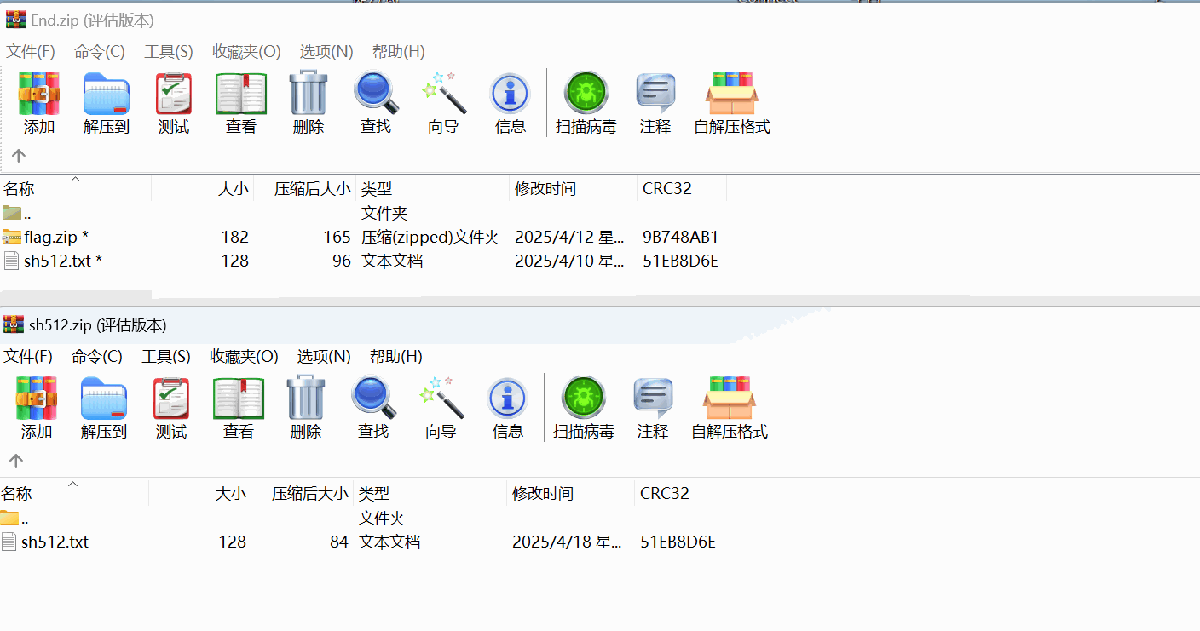 End.zip (评估版本)
文件(F) 命令(C) 工具(S) 收藏夹(O) 选项(N) 帮助(H)
添加 解压到 测试 查看 删除 查找 向导 信息 扫描病毒 注释 自解压格式
名称 大小 压缩后大小 类型 修改时间 CRC32
.. 文件夹
flag.zip * 182 165 压缩(zipped)文件夹 2025/4/12 星... 9B748AB1
sh512.txt * 128 96 文本文档 2025/4/10 星... 51EB8D6E
sh512.zip (评估版本)
文件(F) 命令(C) 工具(S) 收藏夹(O) 选项(N) 帮助(H)
添加 解压到 测试 查看 删除 查找 向导 信息 扫描病毒 注释 自解压格式
名称 大小 压缩后大小 类型 修改时间 CRC32
.. 文件夹
sh512.txt 128 84 文本文档 2025/4/18 星... 51EB8D6E